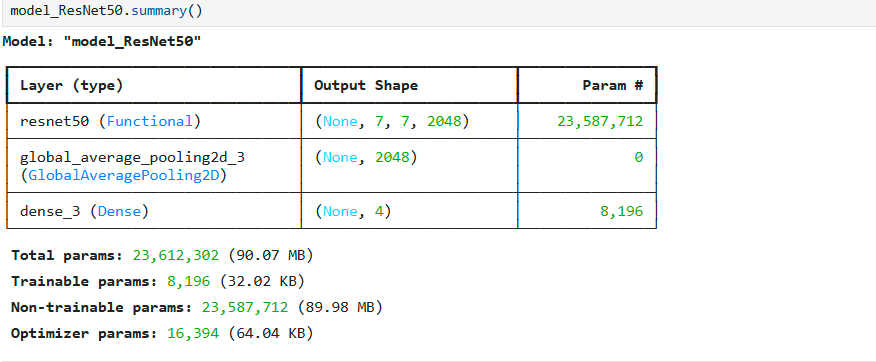 model_ResNet50.summary()
Model: "model_ResNet50"
Layer (type) Output Shape Param #
resnet50 (Functional) (None, 7, 7, 2048) 23,587,712
global_average_pooling2d_3 (None, 2048) 0
(GlobalAveragePooling2D)
dense_3 (Dense) (None, 4) 8,196
Total params: 23,612,302 (90.07 MB)
Trainable params: 8,196 (32.02 KB)
Non-trainable params: 23,587,712 (89.98 MB)
Optimizer params: 16,394 (64.04 KB)